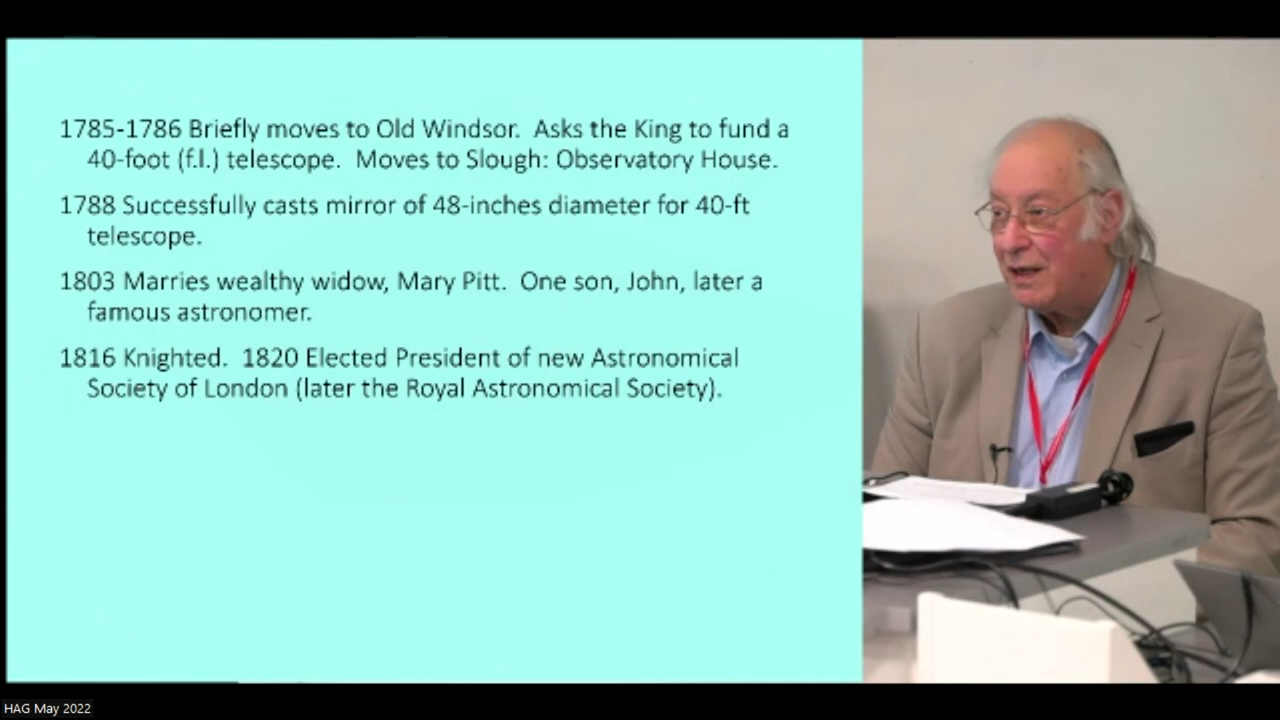 1785-1786 Briefly moves to Old Windsor. Asks the King to fund a
40-foot (f.l.) telescope. Moves to Slough: Observatory House.
1788 Successfully casts mirror of 48-inches diameter for 40-ft
telescope.
1803 Marries wealthy widow, Mary Pitt. One son, John, later a
famous astronomer.
1816 Knighted. 1820 Elected President of new Astronomical
Society of London (later the Royal Astronomical Society).
HAG May 2022